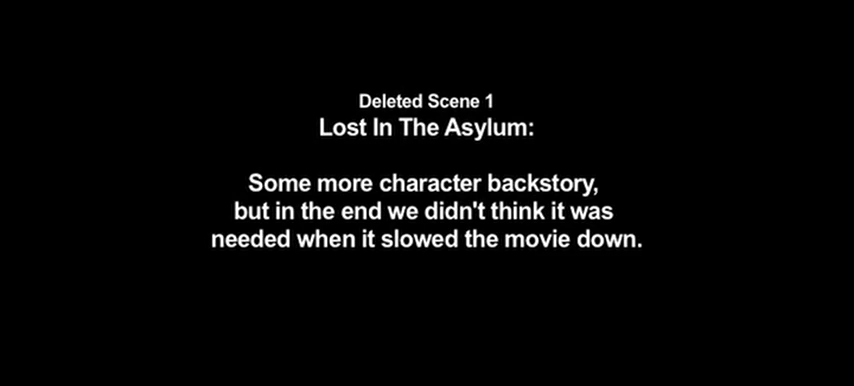 Deleted Scene 1
Lost In The Asylum:
Some more character backstory,
but in the end we didn't think it was
needed when it slowed the movie down.